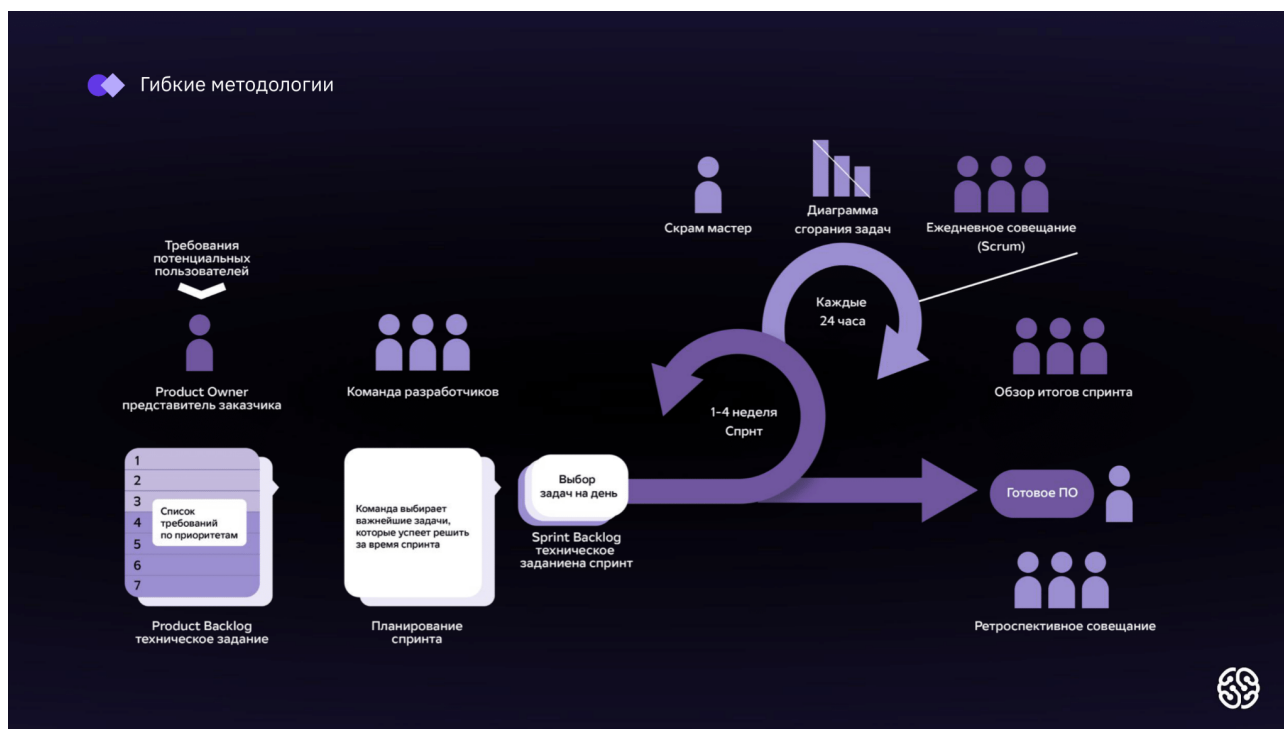 Гибкие методологии
Требования
потенциальных
пользователей
Product Owner
представитель заказчика
1
2
3
4
5
6
7
Список
требований
по приоритетам
Product Backlog
техническое задание
Команда разработчиков
Команда выбирает
важнейшие задачи,
которые успеет решить
за время спринта
Планирование
спринта
Выбор
задач на день
Sprint Backlog
техническое
заданиена спринт
1-4 неделя
Спрнт
Каждые
24 часа
Скрам мастер
Диаграмма
сгорания задач
Ежедневное совещание
(Scrum)
Обзор итогов спринта
Готовое ПО
Ретроспективное совещание